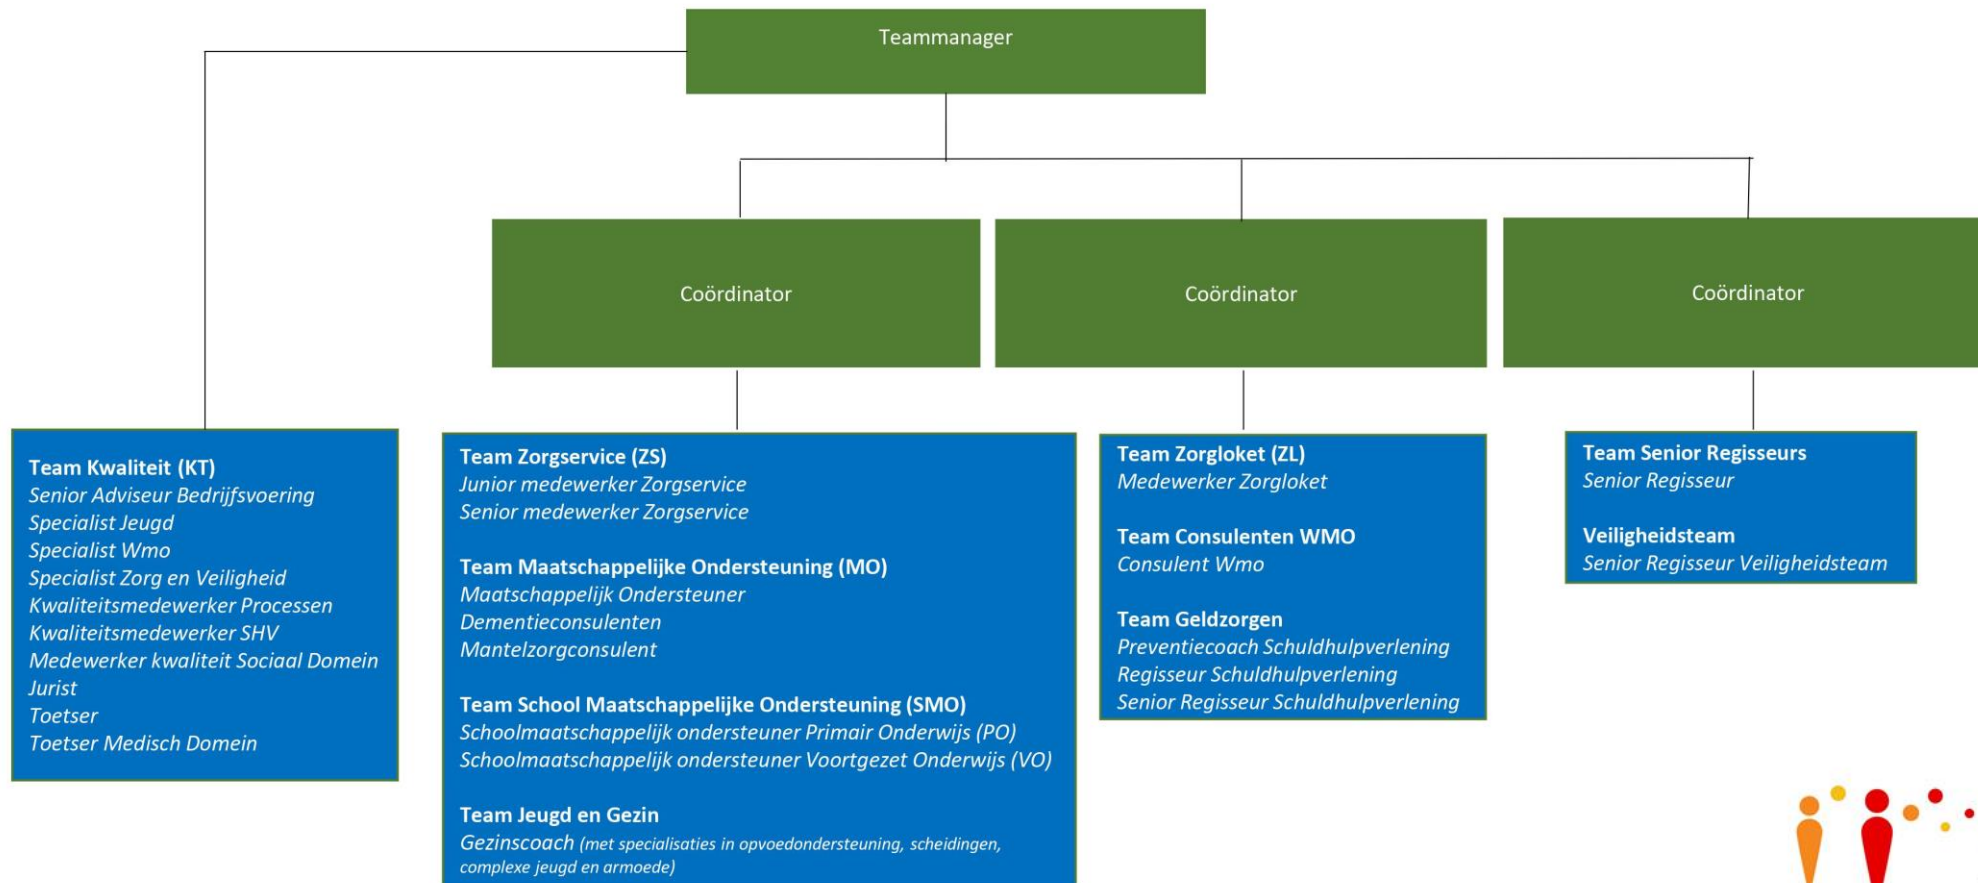 Teammanager
Coördinator
Coördinator
Coördinator
Team Kwaliteit (KT)
Senior Adviseur Bedrijfsvoering
Specialist Jeugd
Specialist Wmo
Specialist Zorg en Veiligheid
Kwaliteitsmedewerker Processen
Kwaliteitsmedewerker SHV
Medewerker kwaliteit Sociaal Domein
Jurist
Toetser
Toetser Medisch Domein
Team Zorgservice (ZS)
Junior medewerker Zorgservice
Senior medewerker Zorgservice
Team Maatschappelijke Ondersteuning (MO)
Maatschappelijk Ondersteuner
Dementieconsulenten
Mantelzorgconsulent
Team School Maatschappelijke Ondersteuning (SMO)
Schoolmaatschappelijk ondersteuner Primair Onderwijs (PO)
Schoolmaatschappelijk ondersteuner Voortgezet Onderwijs (VO)
Team Jeugd en Gezin
Gezinscoach (met specialisaties in opvoedondersteuning, scheidingen,
complexe jeugd en armoede)
Team Zorgloket (ZL)
Medewerker Zorgloket
Team Consulenten WMO
Consulent Wmo
Team Geldzorgen
Preventiecoach Schuldhulpverlening
Regisseur Schuldhulpverlening
Senior Regisseur Schuldhulpverlening
Team Senior Regisseurs
Senior Regisseur
Veiligheidsteam
Senior Regisseur Veiligheidsteam